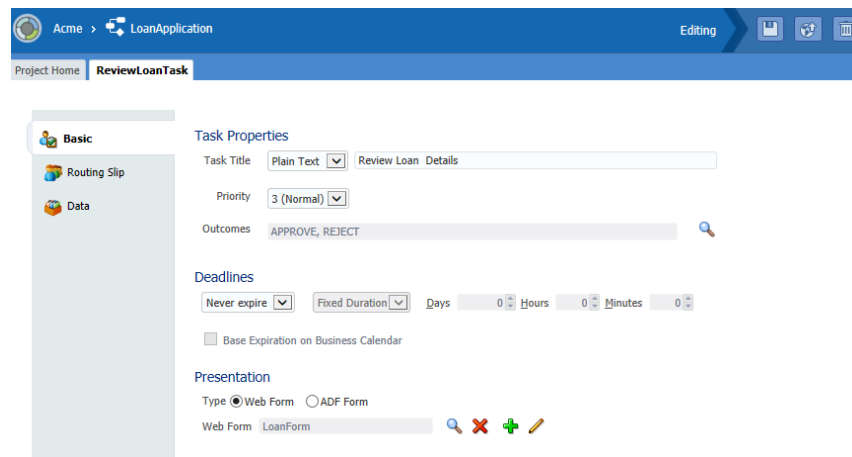 Acme > LoanApplication Editing
Project Home ReviewLoanTask
Basic
Routing Slip
Data
Task Properties
Task Title Plain Text Review Loan Details
Priority 3 (Normal)
Outcomes APPROVE, REJECT
Deadlines
Never expire Fixed Duration Days 0 Hours 0 Minutes 0
Base Expiration on Business Calendar
Presentation
Type Web Form ADF Form
Web Form LoanForm